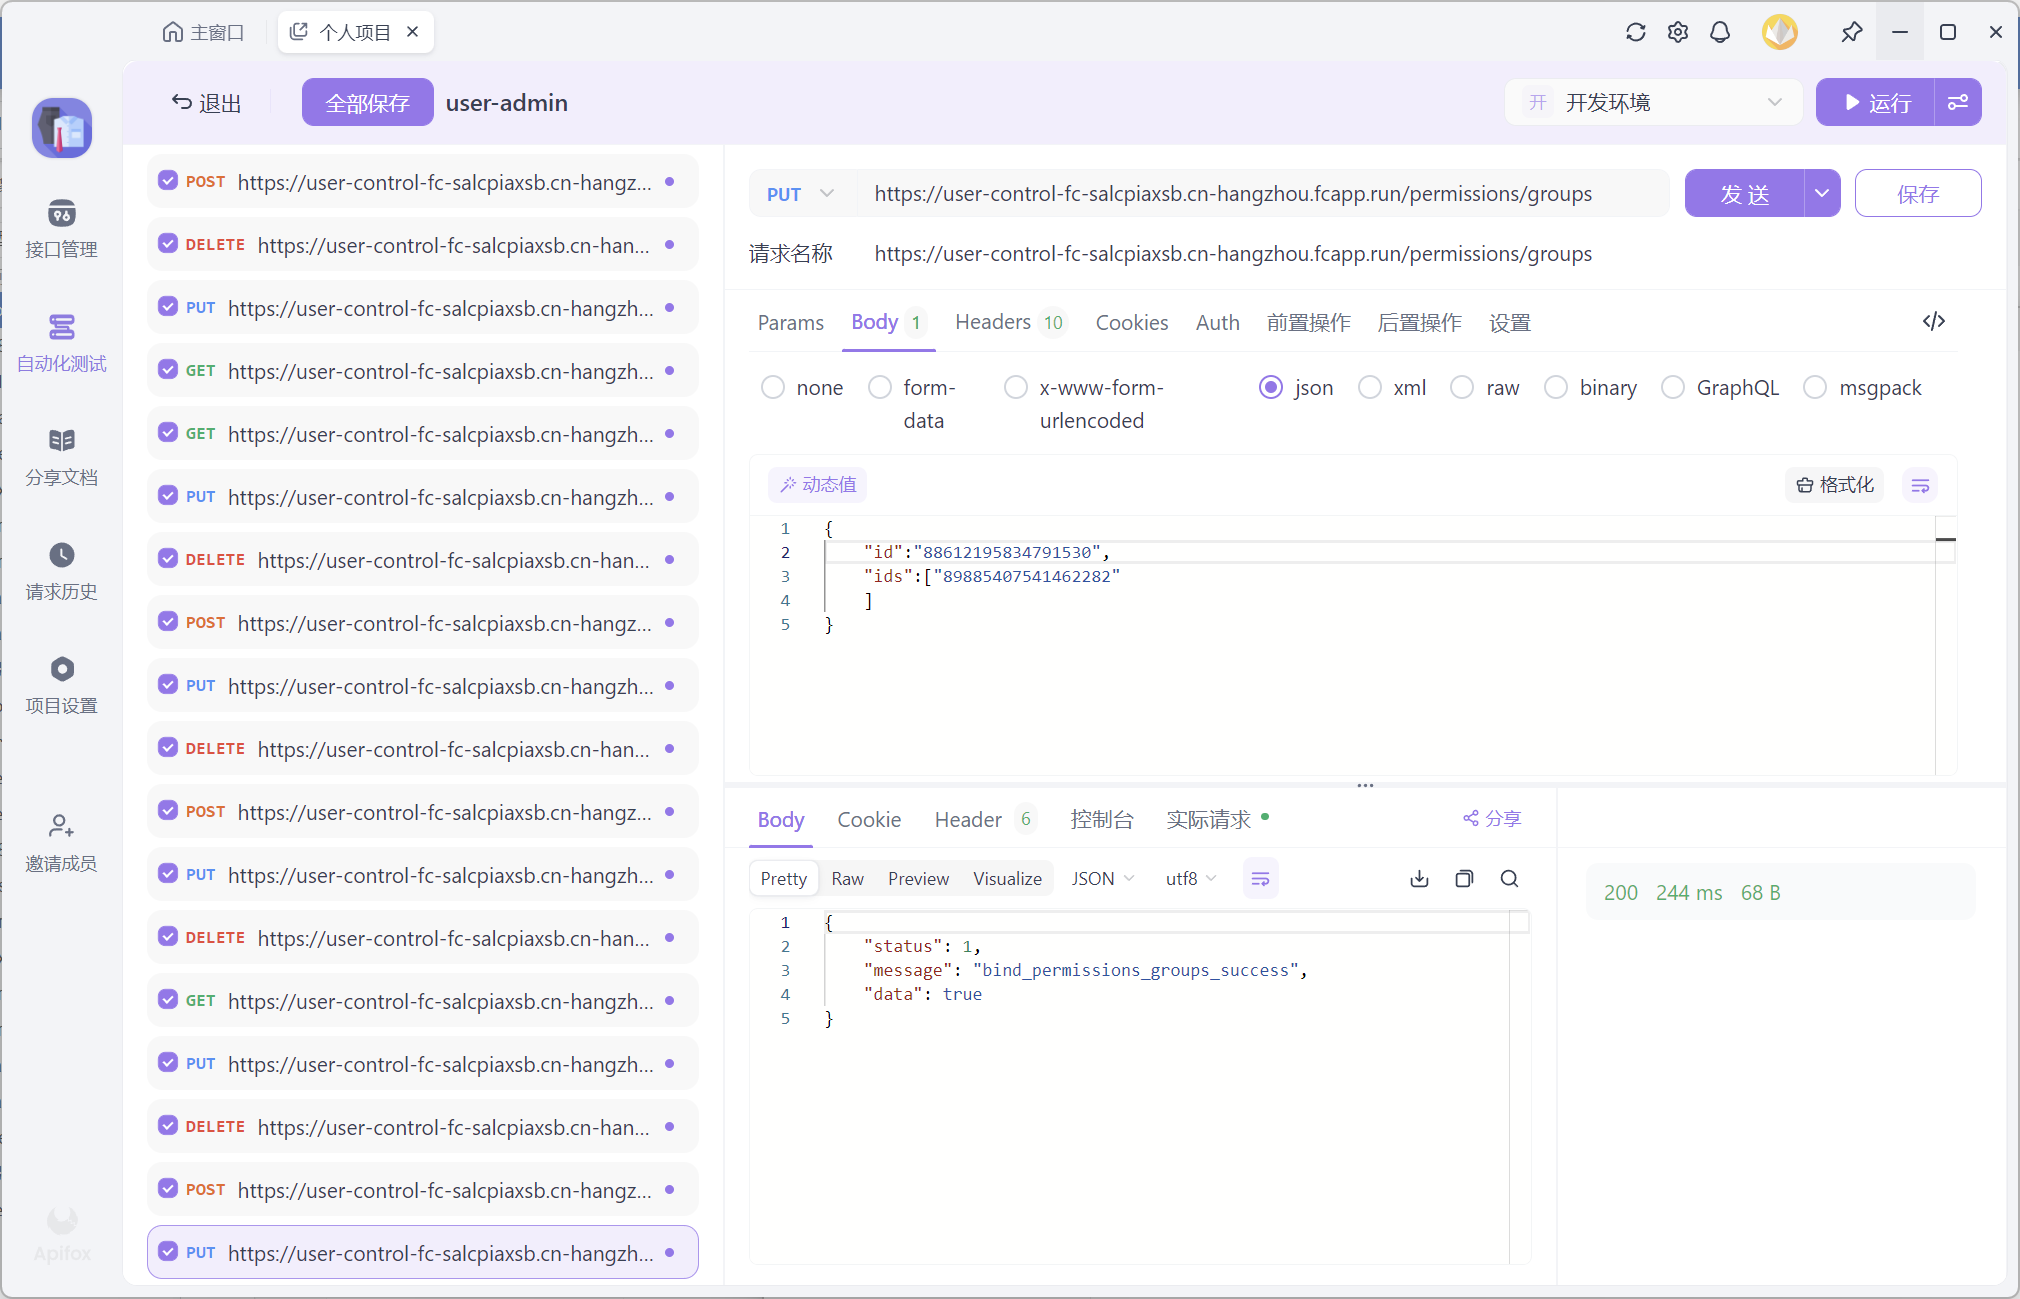 主窗口
个人项目
退出
全部保存
user-admin
开
开发环境
运行
接口管理
自动化测试
分享文档
请求历史
项目设置
邀请成员
Apifox
POST https://user-control-fc-salcpiaxsb.cn-hangz...
DELETE https://user-control-fc-salcpiaxsb.cn-han...
PUT https://user-control-fc-salcpiaxsb.cn-hangzh...
GET https://user-control-fc-salcpiaxsb.cn-hangzh...
GET https://user-control-fc-salcpiaxsb.cn-hangzh...
PUT https://user-control-fc-salcpiaxsb.cn-hangzh...
DELETE https://user-control-fc-salcpiaxsb.cn-han...
POST https://user-control-fc-salcpiaxsb.cn-hangz...
PUT https://user-control-fc-salcpiaxsb.cn-hangzh...
DELETE https://user-control-fc-salcpiaxsb.cn-han...
POST https://user-control-fc-salcpiaxsb.cn-hangz...
PUT https://user-control-fc-salcpiaxsb.cn-hangzh...
DELETE https://user-control-fc-salcpiaxsb.cn-han...
GET https://user-control-fc-salcpiaxsb.cn-hangzh...
PUT https://user-control-fc-salcpiaxsb.cn-hangzh...
DELETE https://user-control-fc-salcpiaxsb.cn-han...
POST https://user-control-fc-salcpiaxsb.cn-hangz...
PUT https://user-control-fc-salcpiaxsb.cn-hangzh...
PUT https://user-control-fc-salcpiaxsb.cn-hangzhou.fcapp.run/permissions/groups
发 送
保存
请求名称 https://user-control-fc-salcpiaxsb.cn-hangzhou.fcapp.run/permissions/groups
Params Body 1 Headers 10 Cookies Auth 前置操作 后置操作 设置
none form-data x-www-form-urlencoded json xml raw binary GraphQL msgpack
动态值
格式化
1 {
2 "id":"88612195834791530",
3 "ids":["89885407541462282"
4 ]
5 }
Body Cookie Header 6 控制台 实际请求 分享
Pretty Raw Preview Visualize JSON utf8
200 244 ms 68 B
1 {
2 "status": 1,
3 "message": "bind_permissions_groups_success",
4 "data": true
5 }